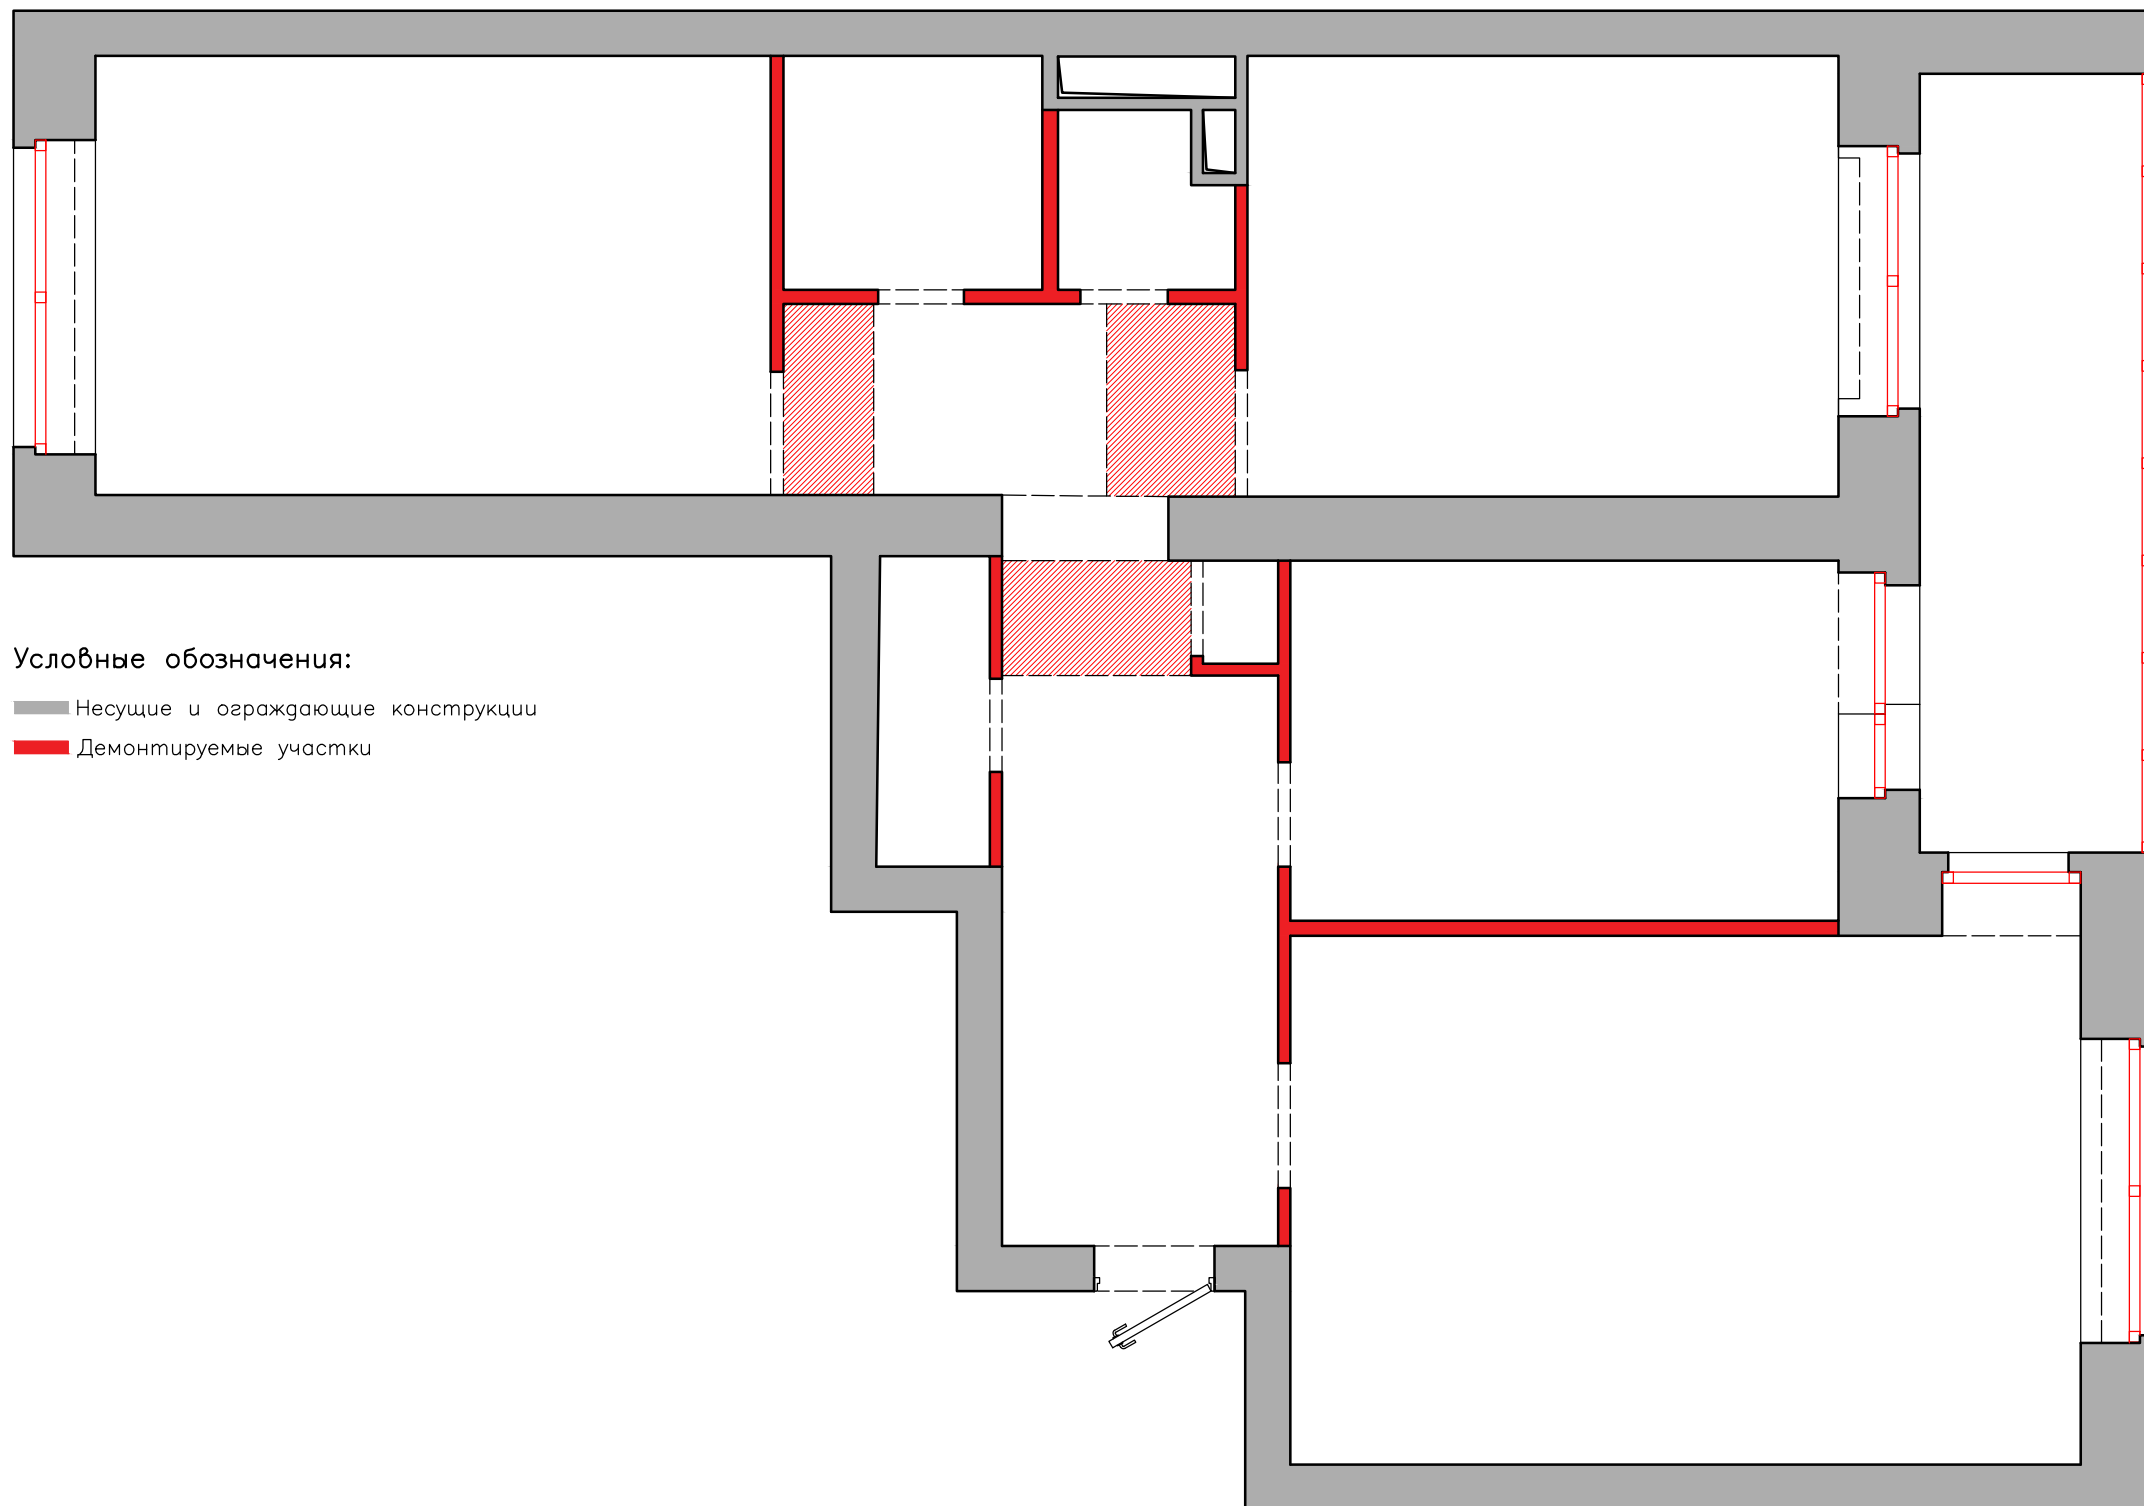 Условные обозначения:
Несущие и ограждающие конструкции
Демонтируемые участки